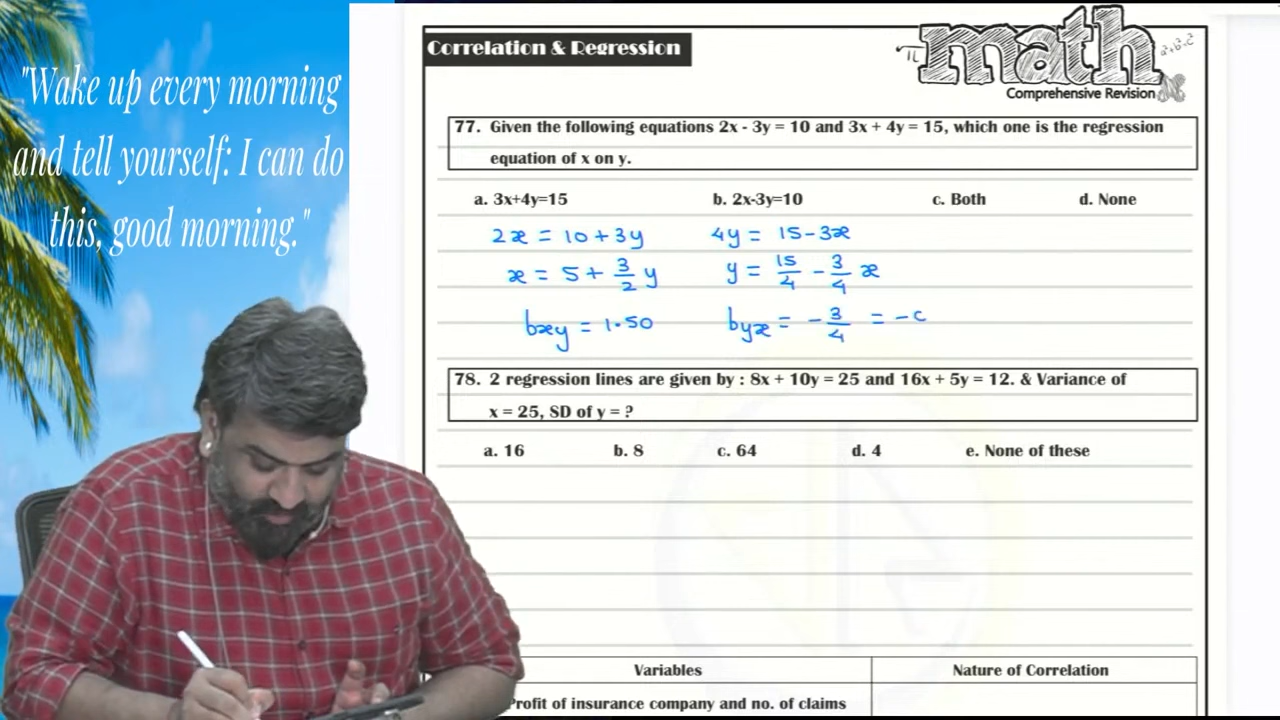 "Wake up every morning
and tell yourself: I can do
this, good morning."
Correlation & Regression
math
π
a²+b²=c²
Comprehensive Revision
77. Given the following equations 2x - 3y = 10 and 3x + 4y = 15, which one is the regression
equation of x on y.
a. 3x+4y=15 b. 2x-3y=10 c. Both d. None
2x = 10 + 3y 4y = 15 - 3x
x = 5 + 3/2 y y = 15/4 - 3/4 x
bxy = 1.50 byx = - 3/4 = -c
78. 2 regression lines are given by : 8x + 10y = 25 and 16x + 5y = 12. & Variance of
x = 25, SD of y = ?
a. 16 b. 8 c. 64 d. 4 e. None of these
Variables Nature of Correlation
Profit of insurance company and no. of claims